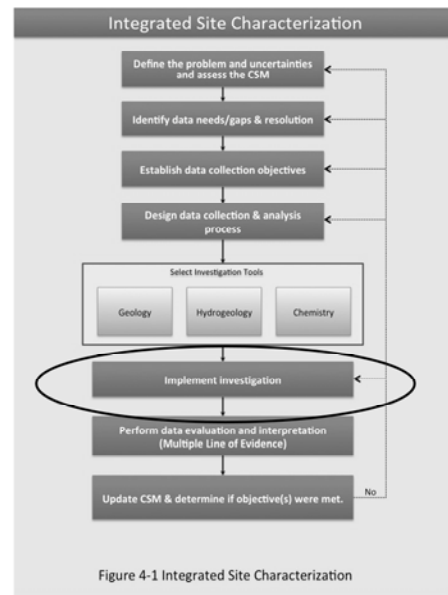 Integrated Site Characterization
Define the problem and uncertainties
and assess the CSM
Identify data needs/gaps & resolution
Establish data collection objectives
Design data collection & analysis
process
Select Investigation Tools
Geology
Hydrogeology
Chemistry
Implement investigation
Perform data evaluation and interpretation
(Multiple Line of Evidence)
Update CSM & determine if objective(s) were met.
No
Figure 4-1 Integrated Site Characterization